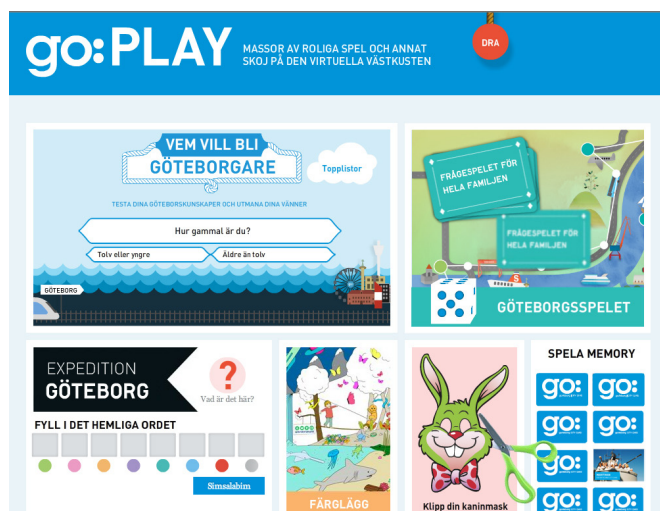 go:PLAY
MASSOR AV ROLIGA SPEL OCH ANNAT
SKOJ PÅ DEN VIRTUELLA VÄSTKUSTEN
DRA
VEM VILL BLI
GÖTEBORGARE
Topplistor
TESTA DINA GÖTEBORSKUNSKAPER OCH UTMANA DINA VÄNNER
Hur gammal är du?
Tolv eller yngre
Äldre än tolv
GÖTEBORG
FRÅGESPELET FÖR
HELA FAMILJEN
FRÅGESPELET FÖR
HELA FAMILJEN
GÖTEBORGSSPELET
EXPEDITION
GÖTEBORG
?
Vad är det här?
FYLL I DET HEMLIGA ORDET
Simsalabim
FÄRGLÄGG
Klipp din kaninmask
SPELA MEMORY
go:
go:
go:
go:
go:
go:
go: